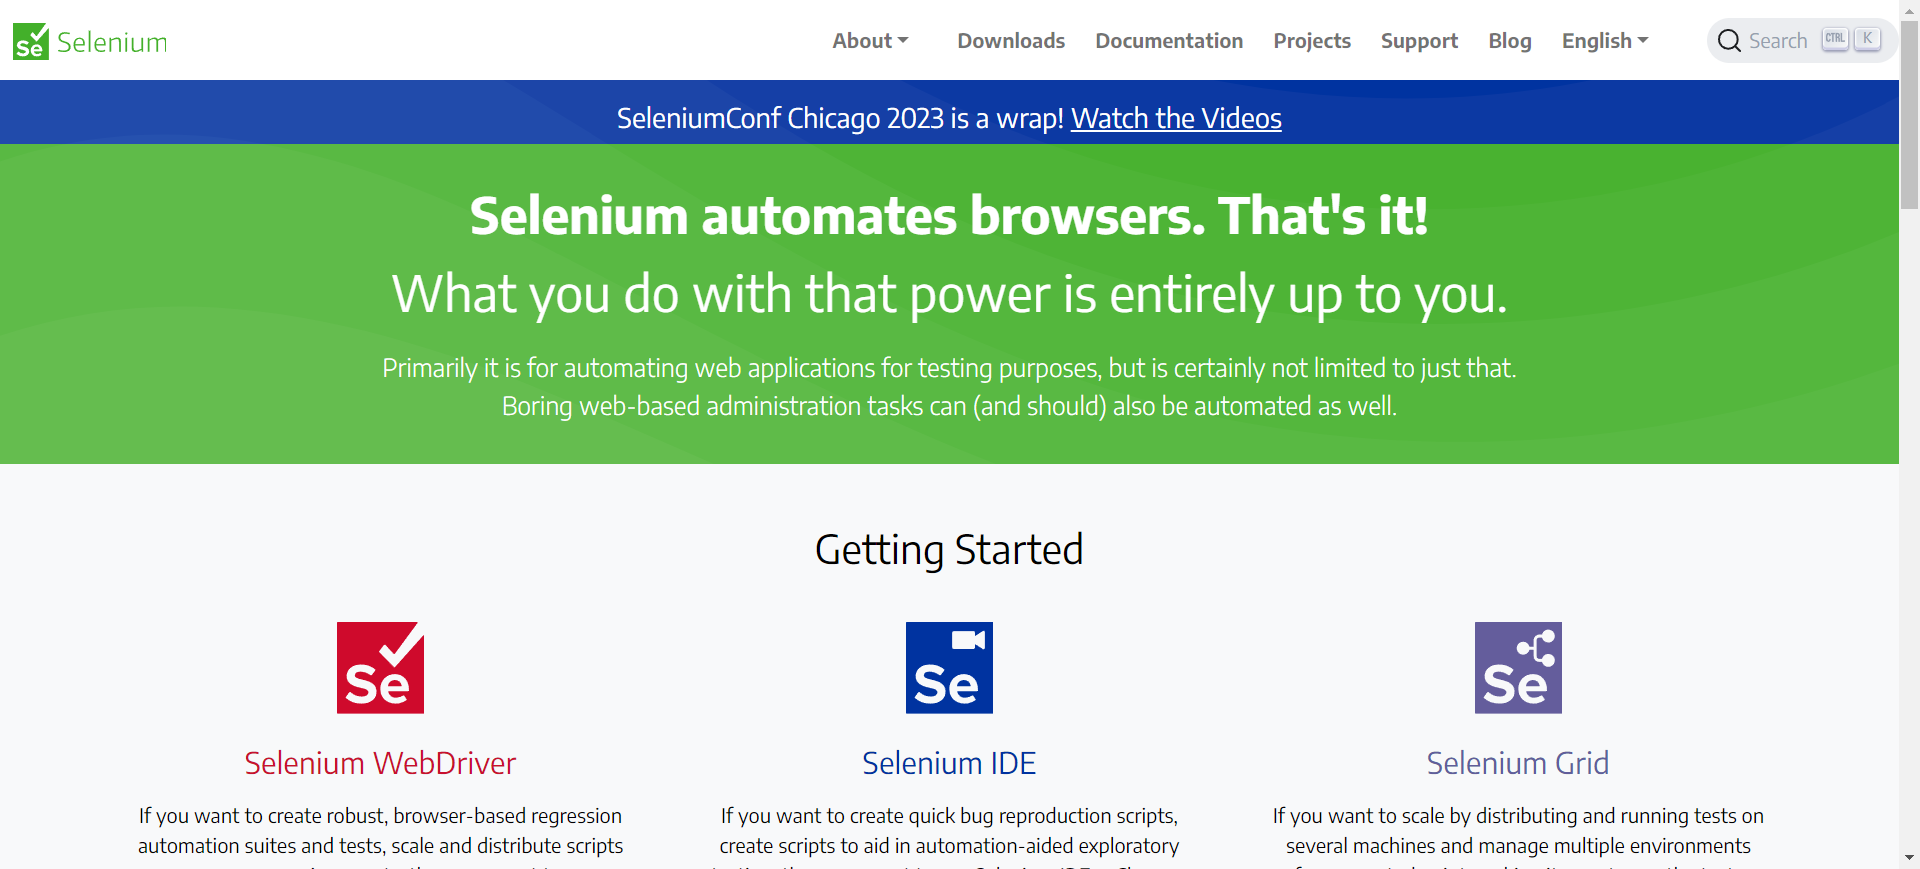 Se Selenium
About Downloads Documentation Projects Support Blog English Search CTRL K
SeleniumConf Chicago 2023 is a wrap! Watch the Videos
Selenium automates browsers. That's it!
What you do with that power is entirely up to you.
Primarily it is for automating web applications for testing purposes, but is certainly not limited to just that.
Boring web-based administration tasks can (and should) also be automated as well.
Getting Started
Se
Selenium WebDriver
If you want to create robust, browser-based regression
automation suites and tests, scale and distribute scripts
Se
Selenium IDE
If you want to create quick bug reproduction scripts,
create scripts to aid in automation-aided exploratory
Se
Selenium Grid
If you want to scale by distributing and running tests on
several machines and manage multiple environments